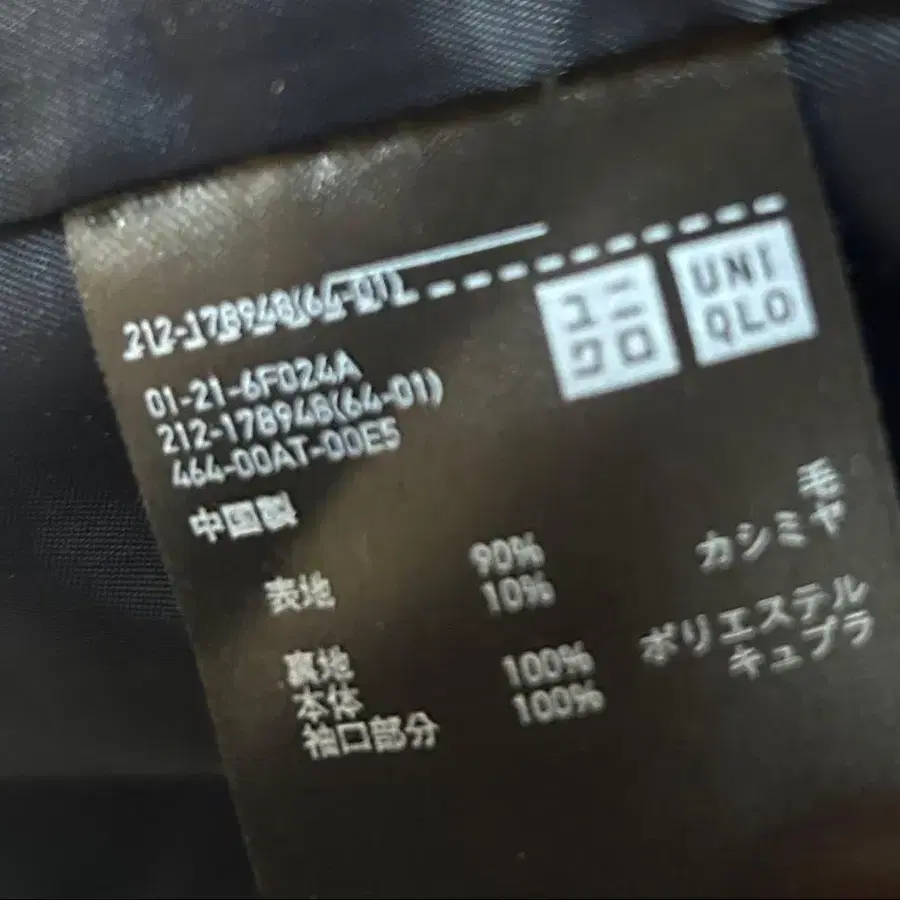 212-178948(64-01)
ユニ
クロ
UNI
QLO
01-21-6F024A
212-178948(64-01)
464-00AT-00E5
中国製
表地 90% 毛
10% カシミヤ
裏地
本体 100% ポリエステル
袖口部分 100% キュプラ